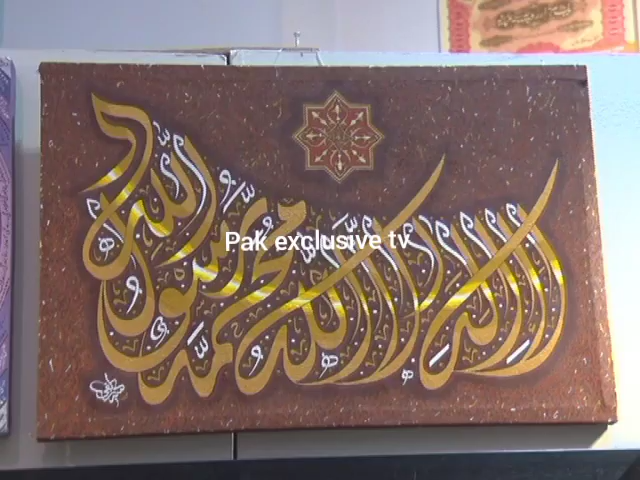 لا إله إلا الله محمد رسول الله
Pak exclusive tv